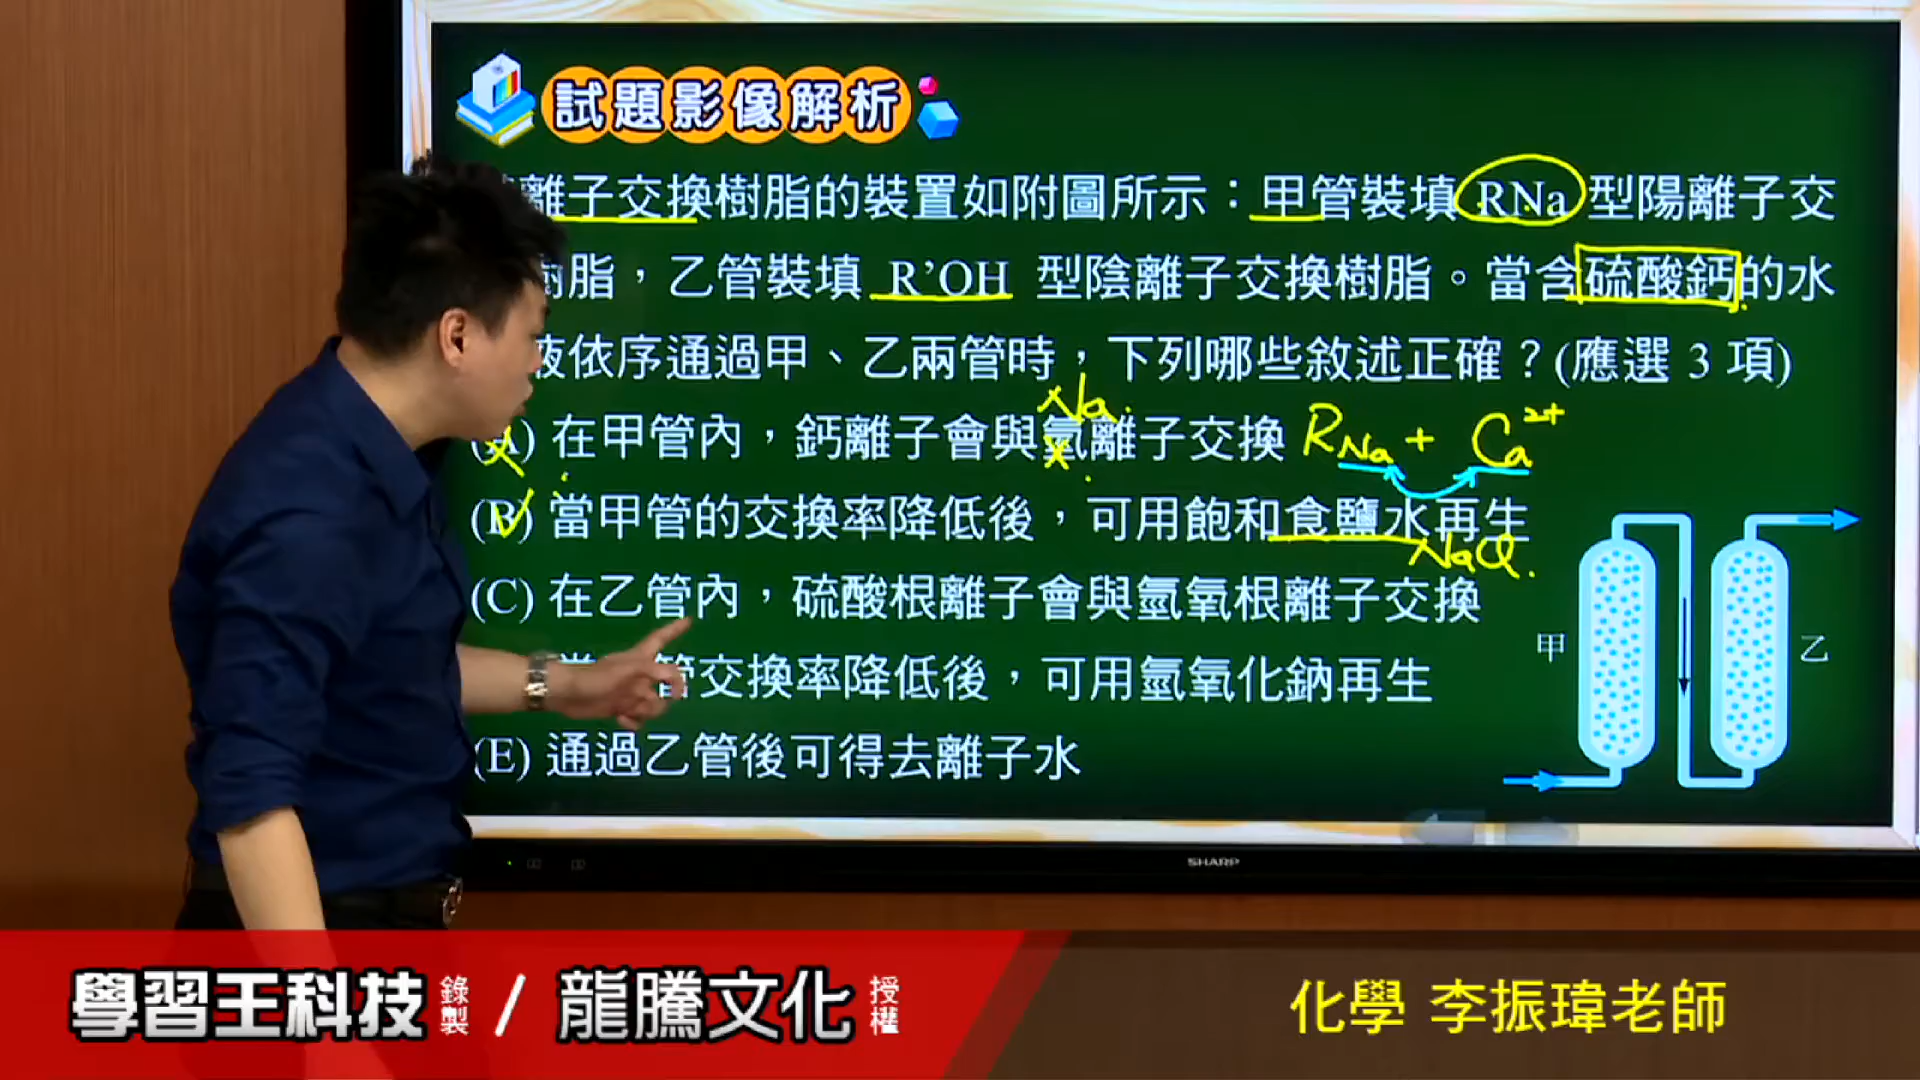 試題影像解析
離子交換樹脂的裝置如附圖所示：甲管裝填 RNa 型陽離子交
樹脂，乙管裝填 R’OH 型陰離子交換樹脂。當含硫酸鈣的水
液依序通過甲、乙兩管時，下列哪些敘述正確？(應選 3 項)
Na
(A) 在甲管內，鈣離子會與氫離子交換 RNa + Ca2+
(B) 當甲管的交換率降低後，可用飽和食鹽水再生
NaCl
(C) 在乙管內，硫酸根離子會與氫氧根離子交換
當 管交換率降低後，可用氫氧化鈉再生
(E) 通過乙管後可得去離子水
甲
乙
SHARP
學習王科技 錄製 / 龍騰文化 授權
化學 李振瑋老師